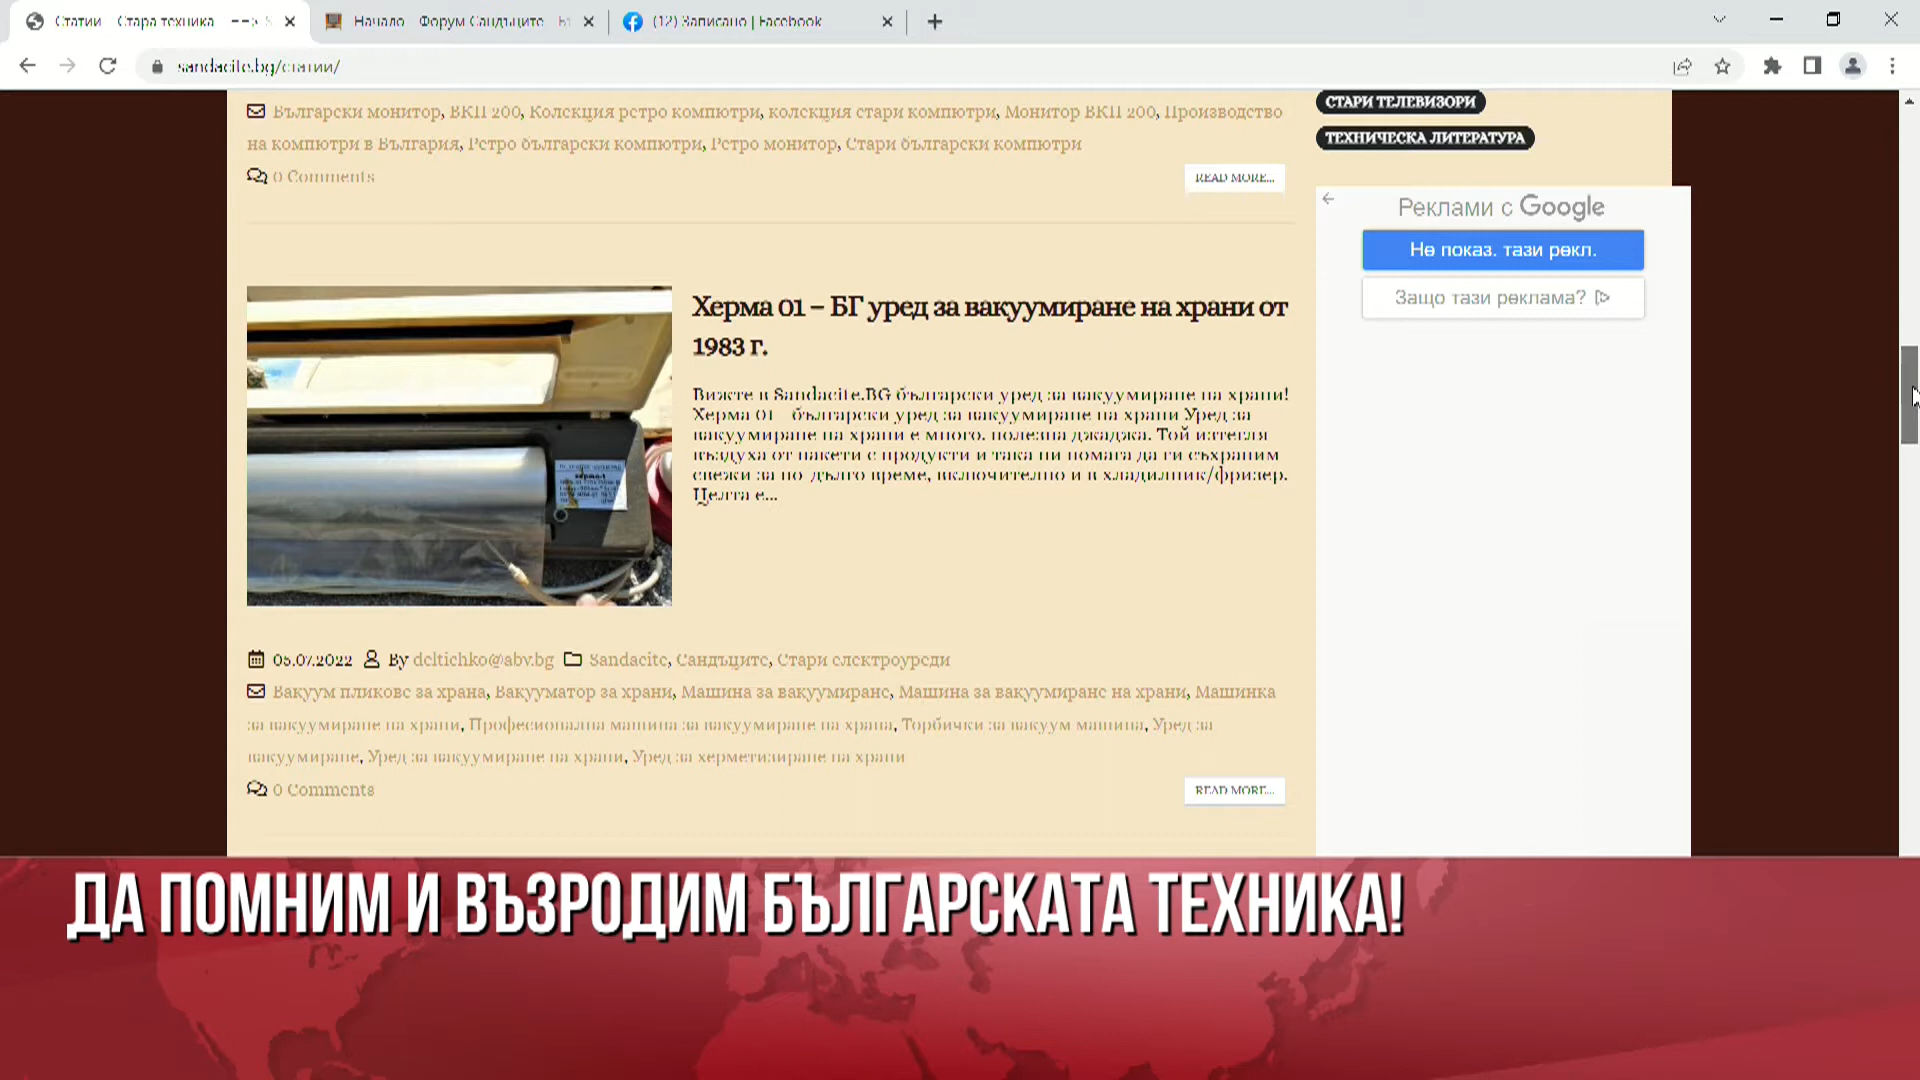 Статии Стара техника
Начало Форум Сандъците
(12) Записано | Facebook
sandacite.bg/статии/
Български монитор, ВКП 200, Колекция ретро компютри, колекция стари компютри, Монитор ВКП 200, Производство
на компютри в България, Ретро български компютри, Ретро монитор, Стари български компютри
0 Comments
READ MORE...
СТАРИ ТЕЛЕВИЗОРИ
ТЕХНИЧЕСКА ЛИТЕРАТУРА
Реклами с Google
Не показ. тази рекл.
Защо тази реклама?
Херма 01 – БГ уред за вакуумиране на храни от
1983 г.
Вижте в Sandacite.BG български уред за вакуумиране на храни!
Херма 01 български уред за вакуумиране на храни Уред за
вакуумиране на храни е много. полезна джаджа. Той изтегля
въздуха от пакети с продукти и така ни помага да ги съхраним
свежи за по дълго време, включително и в хладилник/фризер.
Целта е...
05.07.2022 By deltichko@abv.bg Sandacite, Сандъците, Стари електроуреди
Вакуум пликове за храна, Вакууматор за храни, Машина за вакуумиране, Машина за вакуумиране на храни, Машинка
за вакуумиране на храни, Професионална машина за вакуумиране на храна, Торбички за вакуум машина, Уред за
вакуумиране, Уред за вакуумиране на храни, Уред за херметизиране на храни
0 Comments
READ MORE...
ДА ПОМНИМ И ВЪЗРОДИМ БЪЛГАРСКАТА ТЕХНИКА!